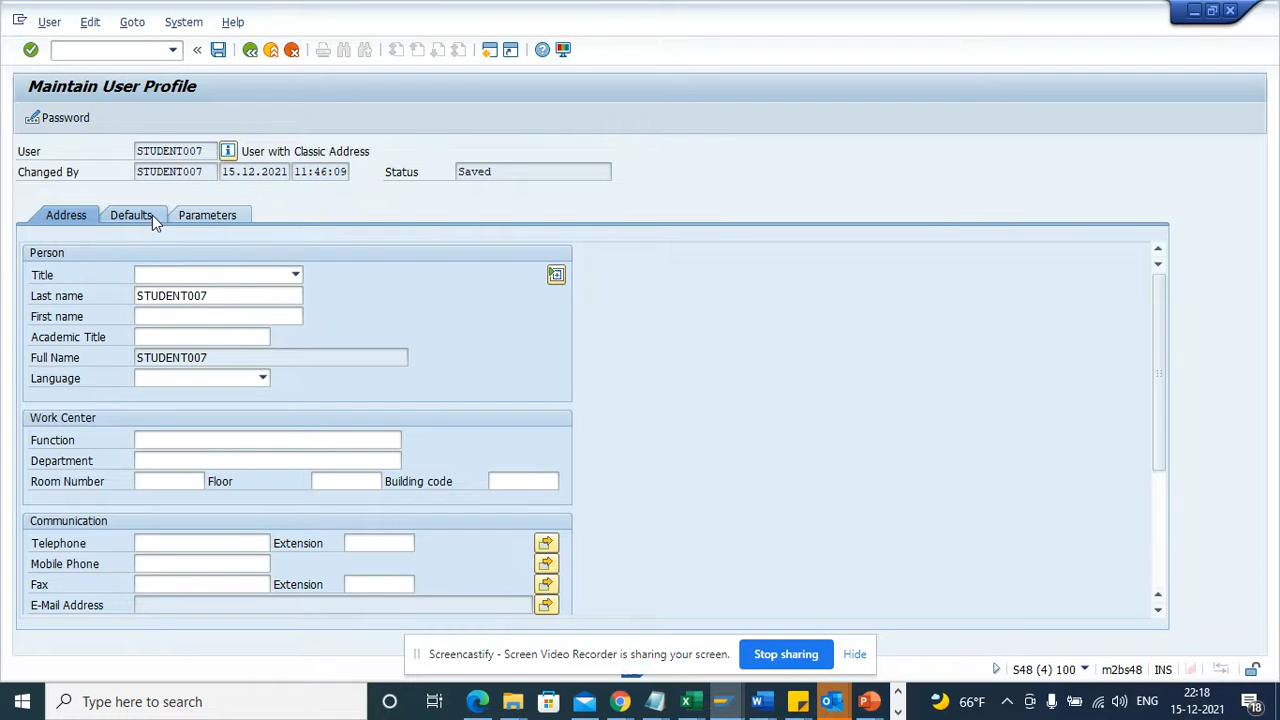 User Edit Goto System Help
Maintain User Profile
Password
User STUDENT007 User with Classic Address
Changed By STUDENT007 15.12.2021 11:46:09 Status Saved
Address Defaults Parameters
Person
Title
Last name STUDENT007
First name
Academic Title
Full Name STUDENT007
Language
Work Center
Function
Department
Room Number Floor Building code
Communication
Telephone Extension
Mobile Phone
Fax Extension
E-Mail Address
Screencastify - Screen Video Recorder is sharing your screen. Stop sharing Hide
S48 (4) 100 m2bs48 INS
Type here to search 66°F ENG 22:18 15-12-2021 18